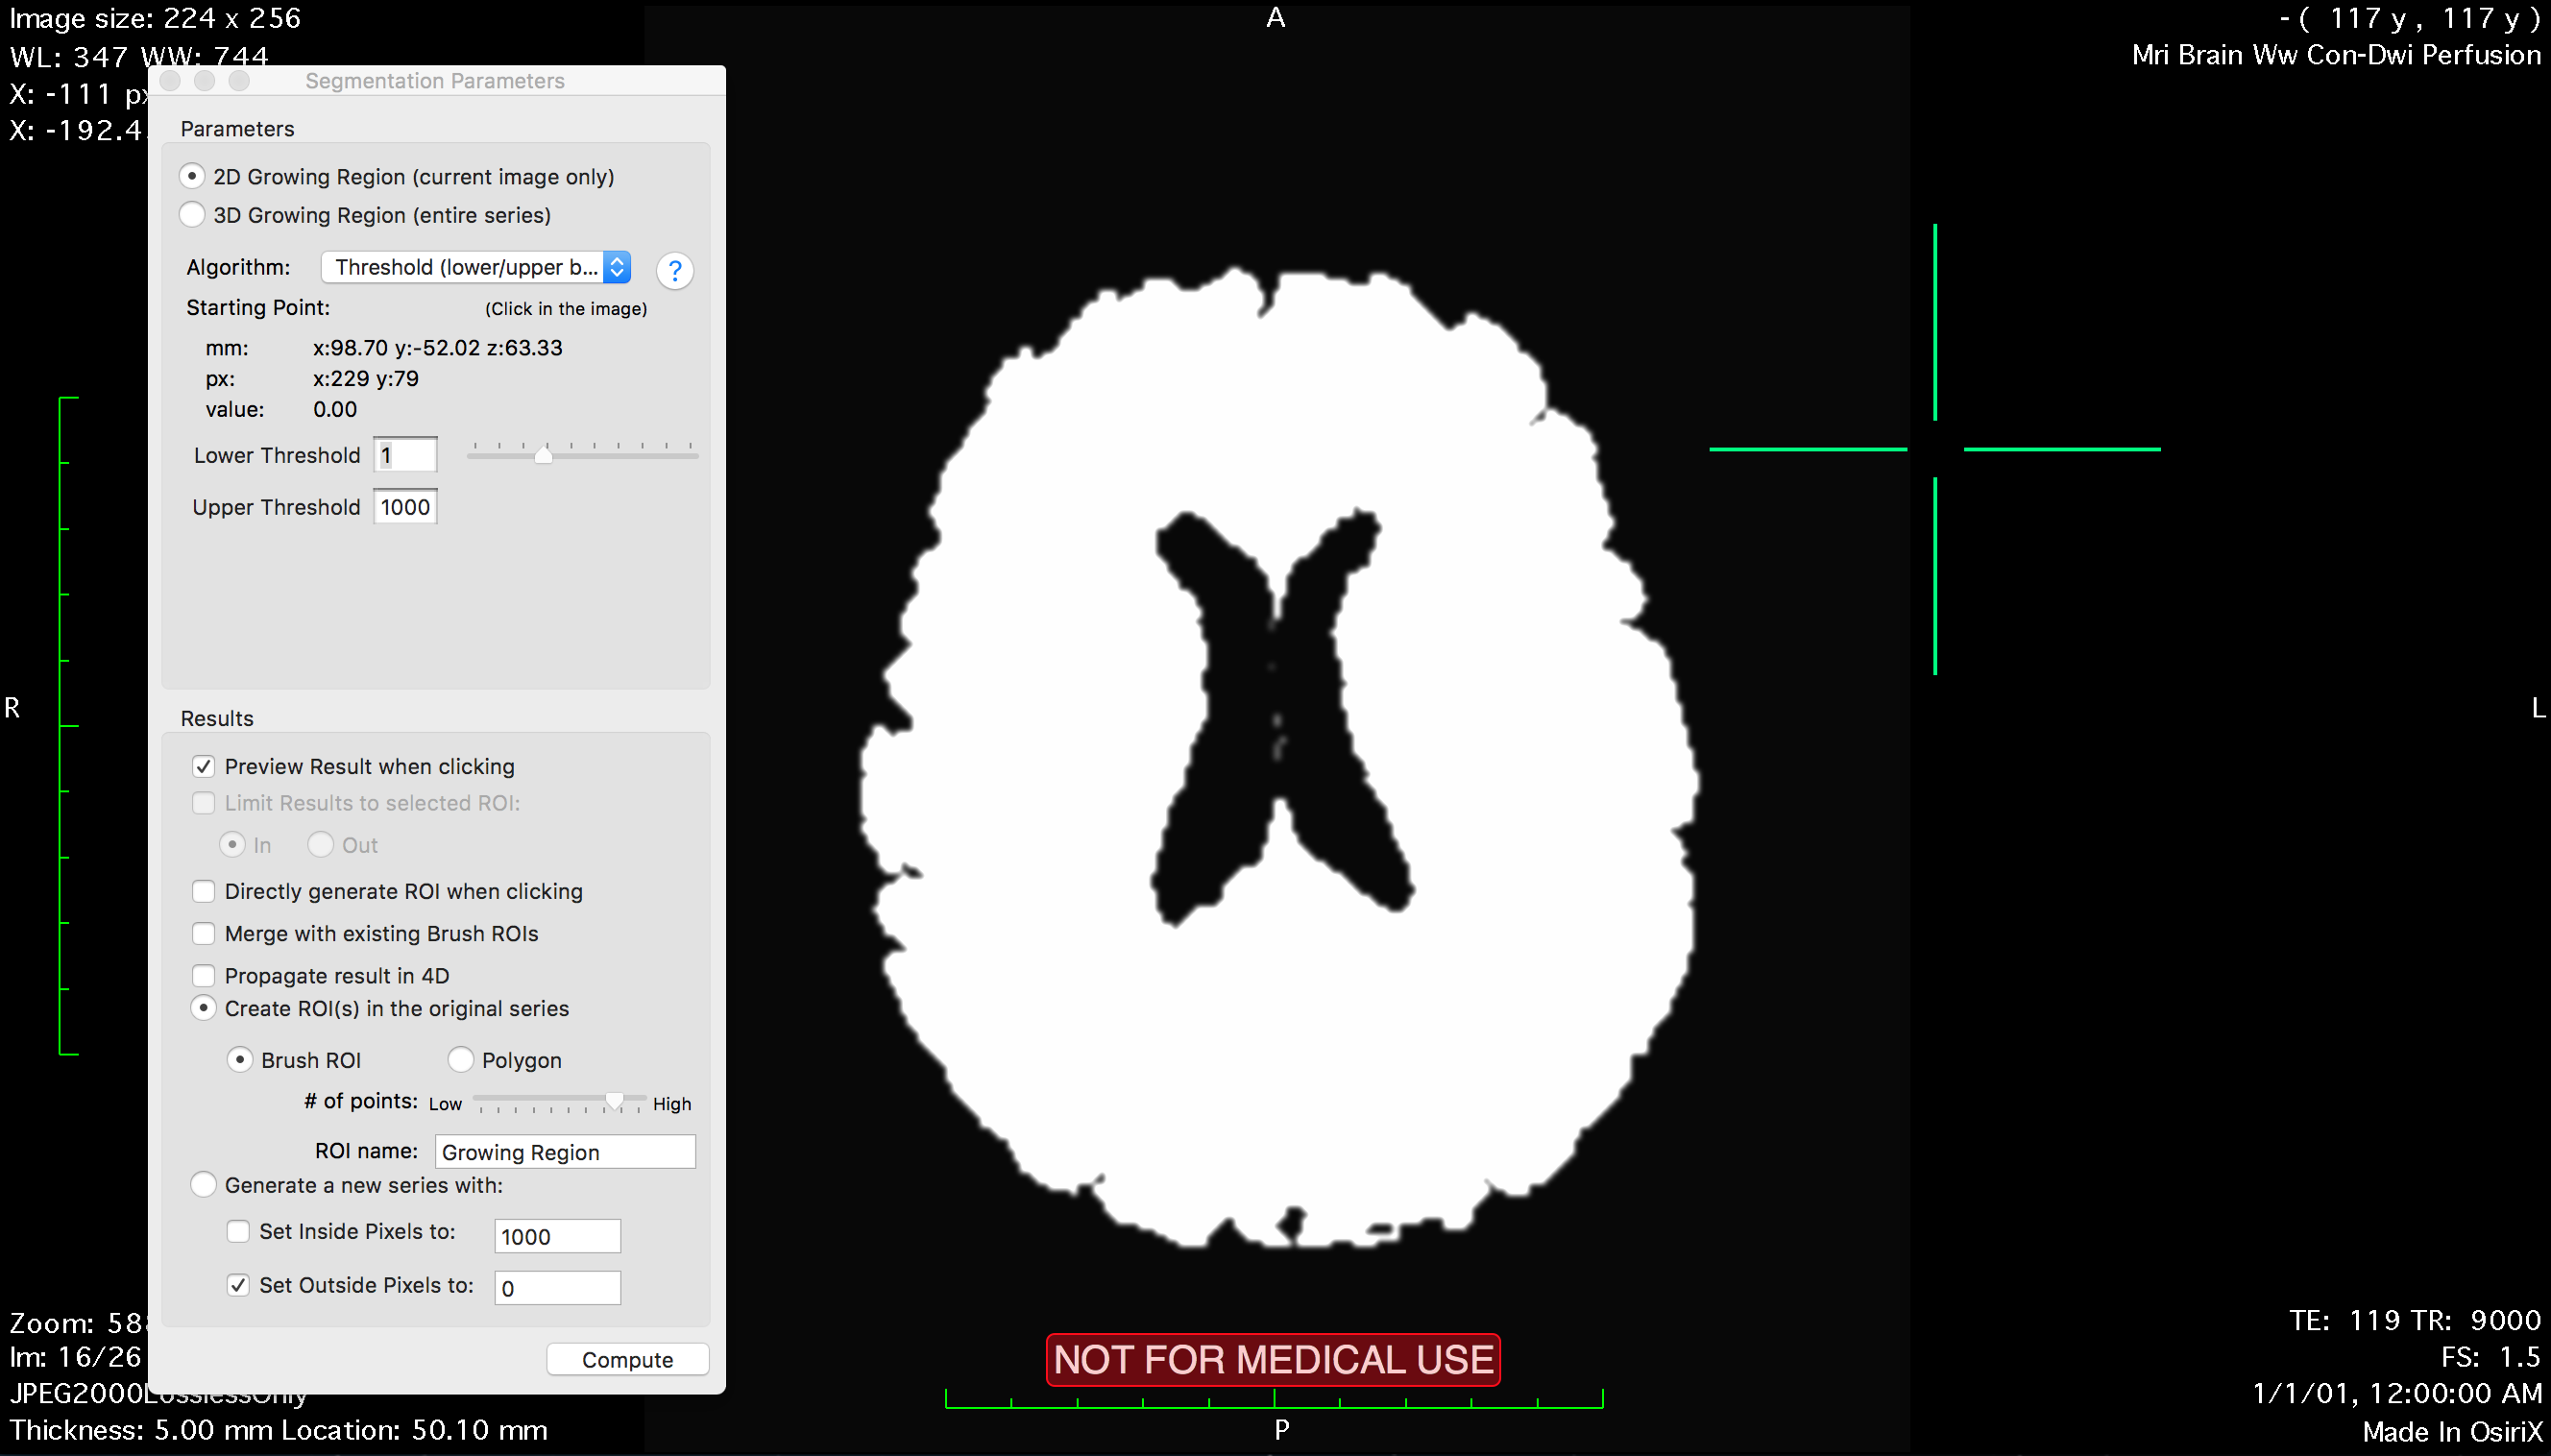 Image size: 224 x 256
WL: 347 WW: 744
X: -111 px
X: -192.4
A
- ( 117 y , 117 y )
Mri Brain Ww Con-Dwi Perfusion
Segmentation Parameters
Parameters
2D Growing Region (current image only)
3D Growing Region (entire series)
Algorithm: Threshold (lower/upper b... ?
Starting Point: (Click in the image)
mm: x:98.70 y:-52.02 z:63.33
px: x:229 y:79
value: 0.00
Lower Threshold 1
Upper Threshold 1000
R
L
Results
Preview Result when clicking
Limit Results to selected ROI:
In Out
Directly generate ROI when clicking
Merge with existing Brush ROIs
Propagate result in 4D
Create ROI(s) in the original series
Brush ROI Polygon
# of points: Low High
ROI name: Growing Region
Generate a new series with:
Set Inside Pixels to: 1000
Set Outside Pixels to: 0
Compute
Zoom: 588
Im: 16/26
JPEG2000LosslessOnly
Thickness: 5.00 mm Location: 50.10 mm
NOT FOR MEDICAL USE
P
TE: 119 TR: 9000
FS: 1.5
1/1/01, 12:00:00 AM
Made In OsiriX